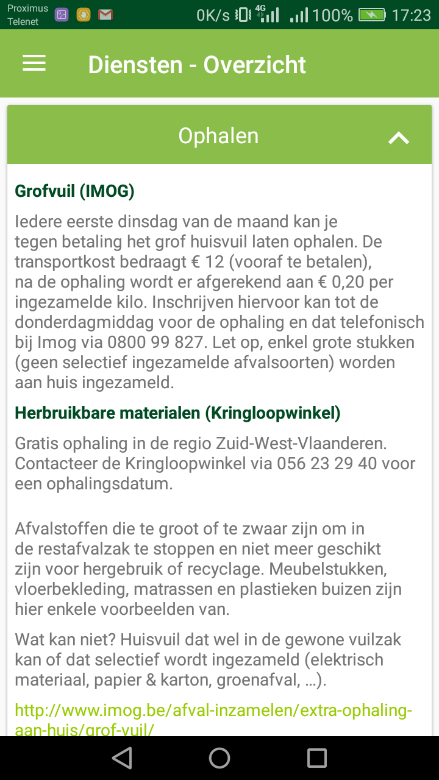 Proximus
Telenet
0K/s 4G 100% 17:23
Diensten - Overzicht
Ophalen
Grofvuil (IMOG)
Iedere eerste dinsdag van de maand kan je
tegen betaling het grof huisvuil laten ophalen. De
transportkost bedraagt € 12 (vooraf te betalen),
na de ophaling wordt er afgerekend aan € 0,20 per
ingezamelde kilo. Inschrijven hiervoor kan tot de
donderdagmiddag voor de ophaling en dat telefonisch
bij Imog via 0800 99 827. Let op, enkel grote stukken
(geen selectief ingezamelde afvalsoorten) worden
aan huis ingezameld.
Herbruikbare materialen (Kringloopwinkel)
Gratis ophaling in de regio Zuid-West-Vlaanderen.
Contacteer de Kringloopwinkel via 056 23 29 40 voor
een ophalingsdatum.
Afvalstoffen die te groot of te zwaar zijn om in
de restafvalzak te stoppen en niet meer geschikt
zijn voor hergebruik of recyclage. Meubelstukken,
vloerbekleding, matrassen en plastieken buizen zijn
hier enkele voorbeelden van.
Wat kan niet? Huisvuil dat wel in de gewone vuilzak
kan of dat selectief wordt ingezameld (elektrisch
materiaal, papier & karton, groenafval, …).
http://www.imog.be/afval-inzamelen/extra-ophaling-
aan-huis/grof-vuil/